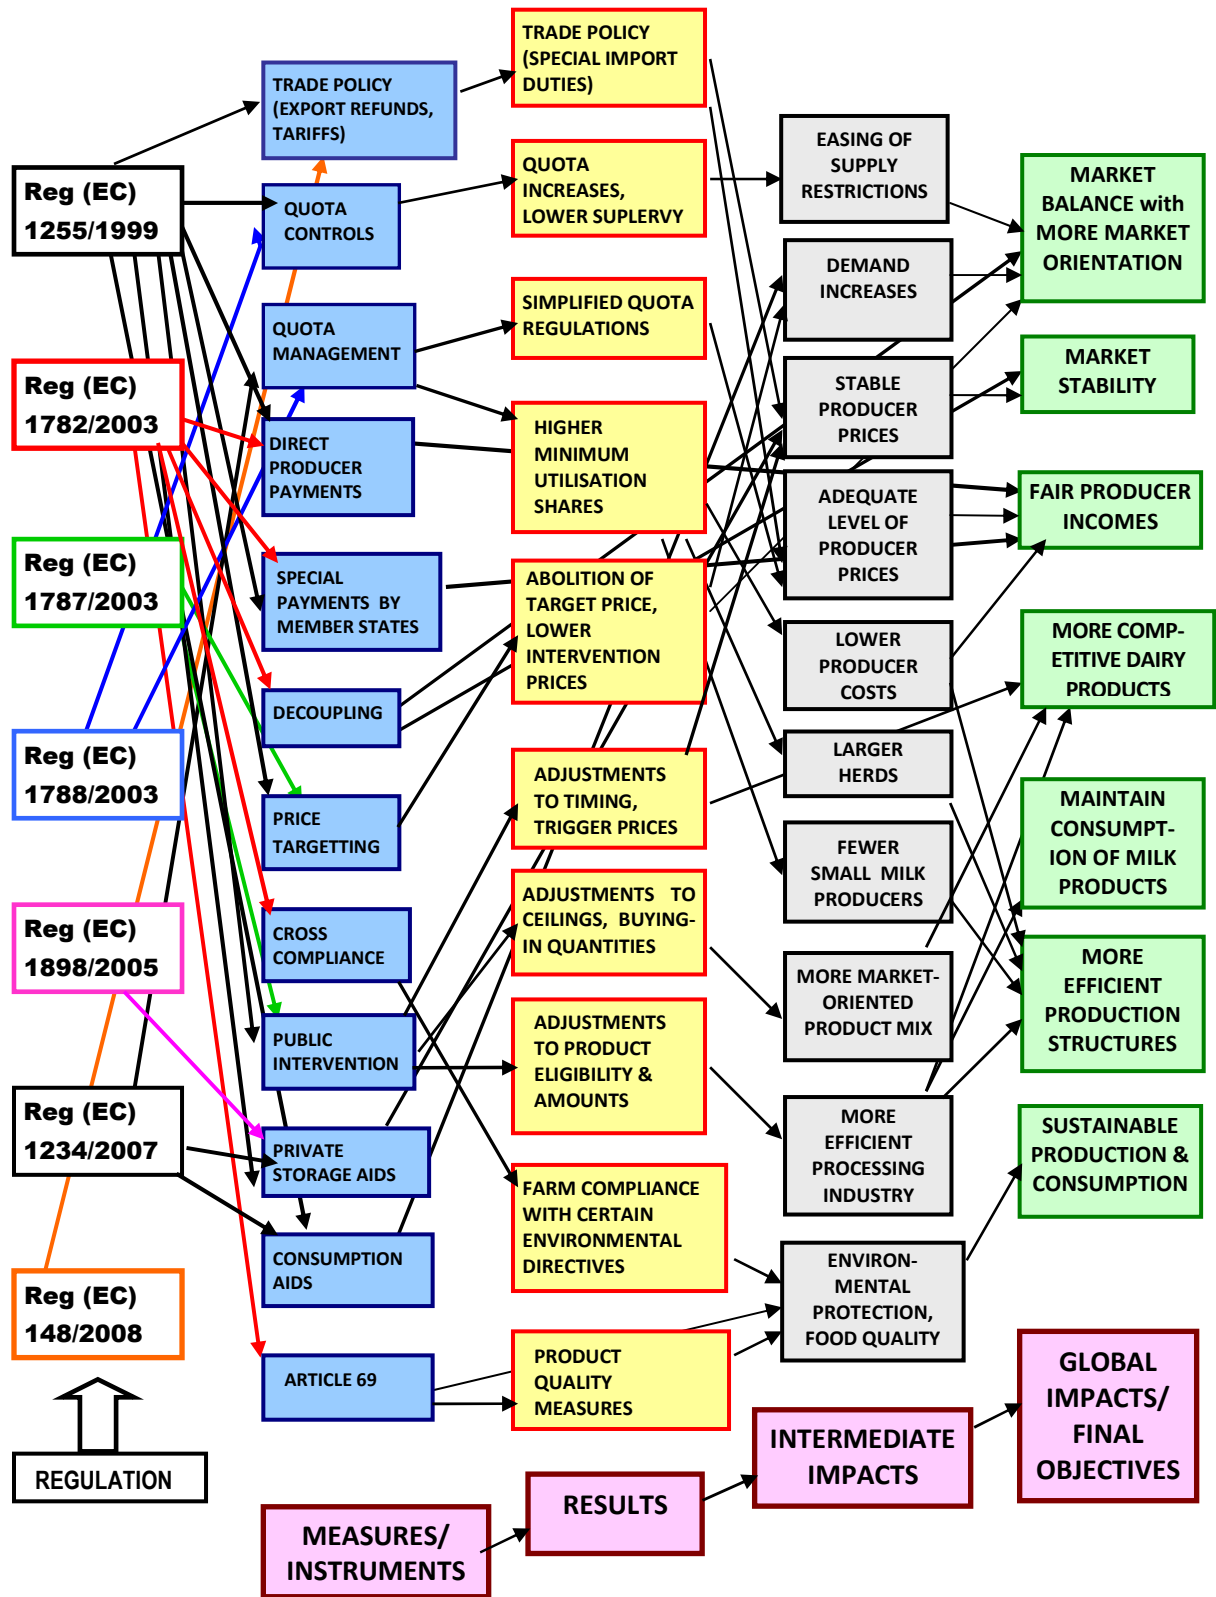 Reg (EC)
1255/1999
Reg (EC)
1782/2003
Reg (EC)
1787/2003
Reg (EC)
1788/2003
Reg (EC)
1898/2005
Reg (EC)
1234/2007
Reg (EC)
148/2008
REGULATION
TRADE POLICY
(EXPORT REFUNDS,
TARIFFS)
QUOTA
CONTROLS
QUOTA
MANAGEMENT
DIRECT
PRODUCER
PAYMENTS
SPECIAL
PAYMENTS BY
MEMBER STATES
DECOUPLING
PRICE
TARGETTING
CROSS
COMPLIANCE
PUBLIC
INTERVENTION
PRIVATE
STORAGE AIDS
CONSUMPTION
AIDS
ARTICLE 69
MEASURES/
INSTRUMENTS
TRADE POLICY
(SPECIAL IMPORT
DUTIES)
QUOTA
INCREASES,
LOWER SUPLERVY
SIMPLIFIED QUOTA
REGULATIONS
HIGHER
MINIMUM
UTILISATION
SHARES
ABOLITION OF
TARGET PRICE,
LOWER
INTERVENTION
PRICES
ADJUSTMENTS
TO TIMING,
TRIGGER PRICES
ADJUSTMENTS TO
CEILINGS, BUYING-
IN QUANTITIES
ADJUSTMENTS
TO PRODUCT
ELIGIBILITY &
AMOUNTS
FARM COMPLIANCE
WITH CERTAIN
ENVIRONMENTAL
DIRECTIVES
PRODUCT
QUALITY
MEASURES
RESULTS
EASING OF
SUPPLY
RESTRICTIONS
DEMAND
INCREASES
STABLE
PRODUCER
PRICES
ADEQUATE
LEVEL OF
PRODUCER
PRICES
LOWER
PRODUCER
COSTS
LARGER
HERDS
FEWER
SMALL MILK
PRODUCERS
MORE MARKET-
ORIENTED
PRODUCT MIX
MORE
EFFICIENT
PROCESSING
INDUSTRY
ENVIRON-
MENTAL
PROTECTION,
FOOD QUALITY
INTERMEDIATE
IMPACTS
MARKET
BALANCE with
MORE MARKET
ORIENTATION
MARKET
STABILITY
FAIR PRODUCER
INCOMES
MORE COMP-
ETITIVE DAIRY
PRODUCTS
MAINTAIN
CONSUMPT-
ION OF MILK
PRODUCTS
MORE
EFFICIENT
PRODUCTION
STRUCTURES
SUSTAINABLE
PRODUCTION &
CONSUMPTION
GLOBAL
IMPACTS/
FINAL
OBJECTIVES